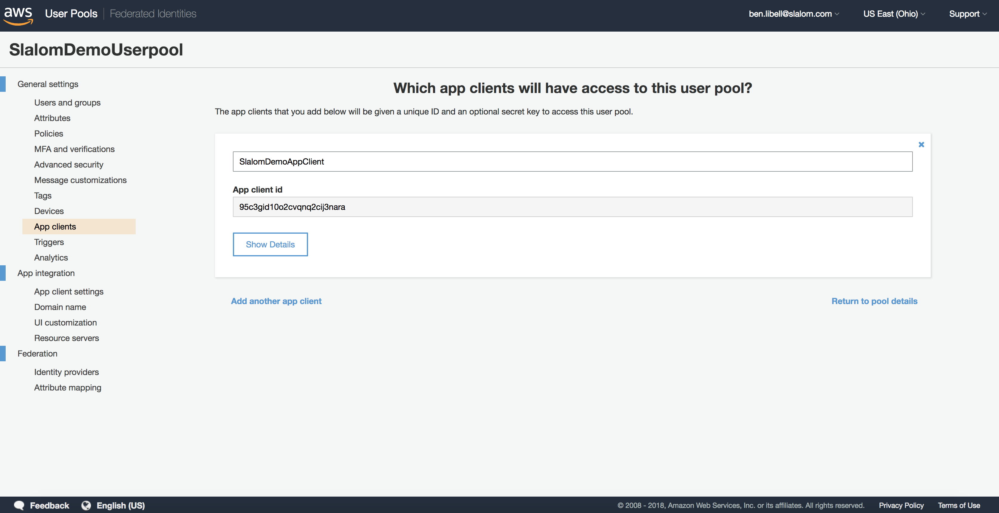 aws User Pools Federated Identities ben.libell@slalom.com US East (Ohio) Support
SlalomDemoUserpool
General settings
Users and groups
Attributes
Policies
MFA and verifications
Advanced security
Message customizations
Tags
Devices
App clients
Triggers
Analytics
App integration
App client settings
Domain name
UI customization
Resource servers
Federation
Identity providers
Attribute mapping
Which app clients will have access to this user pool?
The app clients that you add below will be given a unique ID and an optional secret key to access this user pool.
SlalomDemoAppClient
App client id
95c3gid10o2cvqnq2cij3nara
Show Details
Add another app client Return to pool details
Feedback English (US) © 2008 - 2018, Amazon Web Services, Inc. or its affiliates. All rights reserved. Privacy Policy Terms of Use